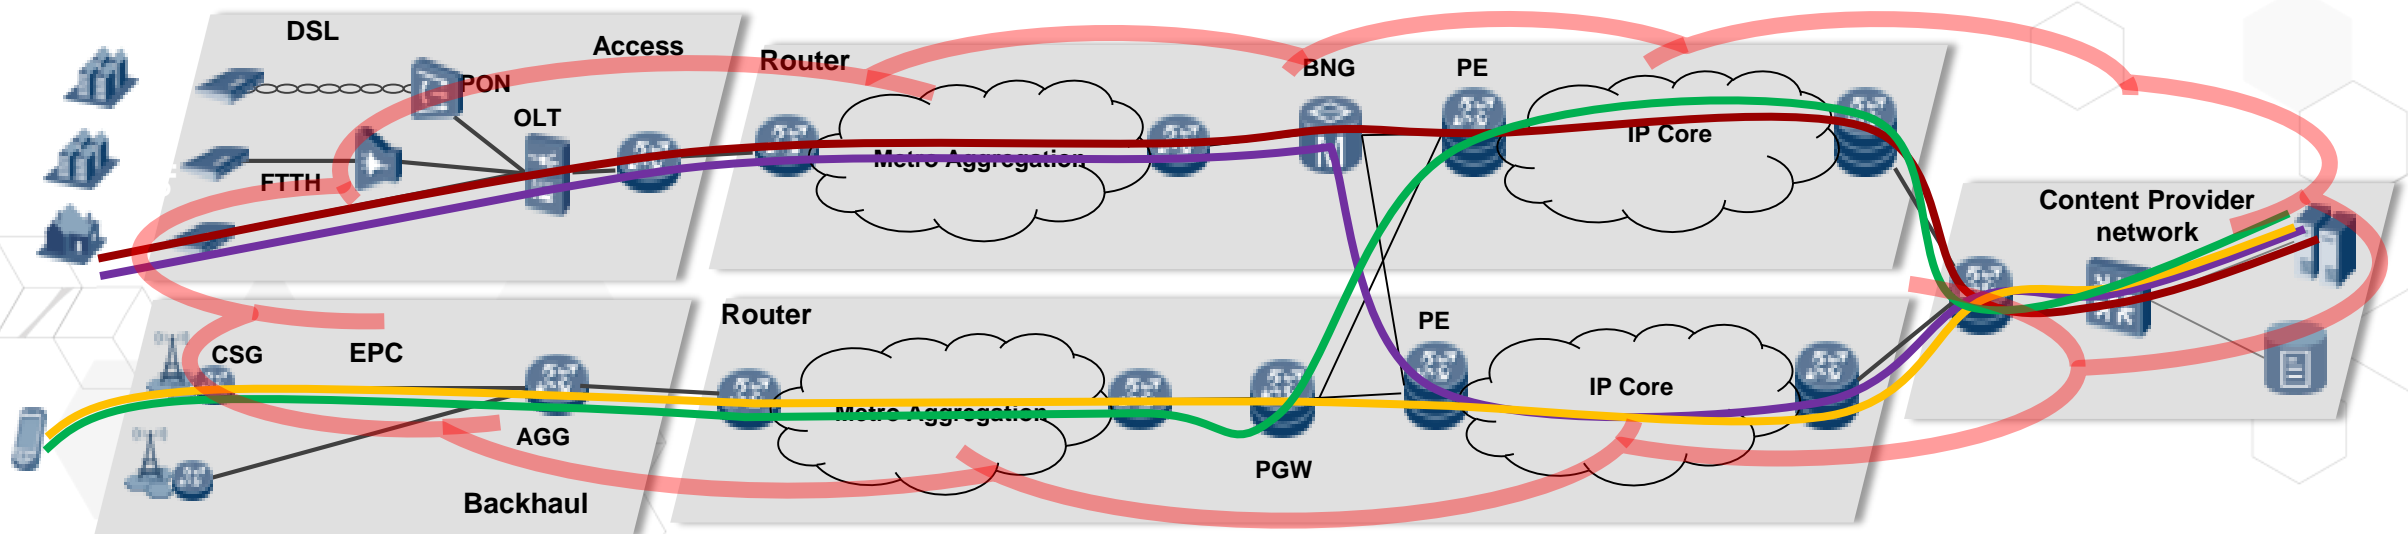 DSL
Access
PON
OLT
FTTH
Router
BNG
PE
Metro Aggregation
IP Core
Content Provider
network
Router
PE
CSG
EPC
IP Core
Metro Aggregation
AGG
PGW
Backhaul